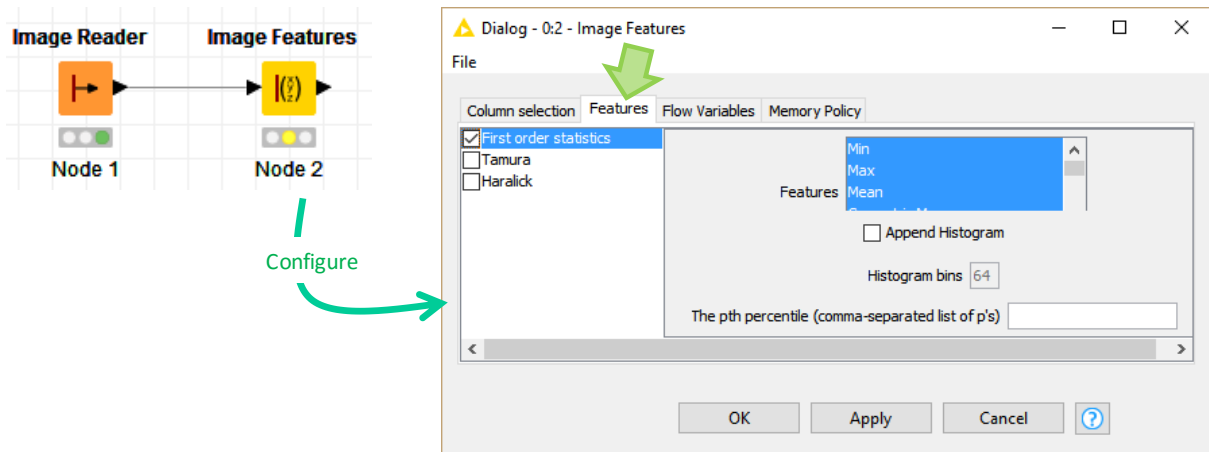 Image Reader
Image Features
Node 1
Node 2
Configure
Dialog - 0:2 - Image Features
File
Column selection
Features
Flow Variables
Memory Policy
First order statistics
Tamura
Haralick
Features
Min
Max
Mean
Append Histogram
Histogram bins 64
The pth percentile (comma-separated list of p's)
OK
Apply
Cancel
?